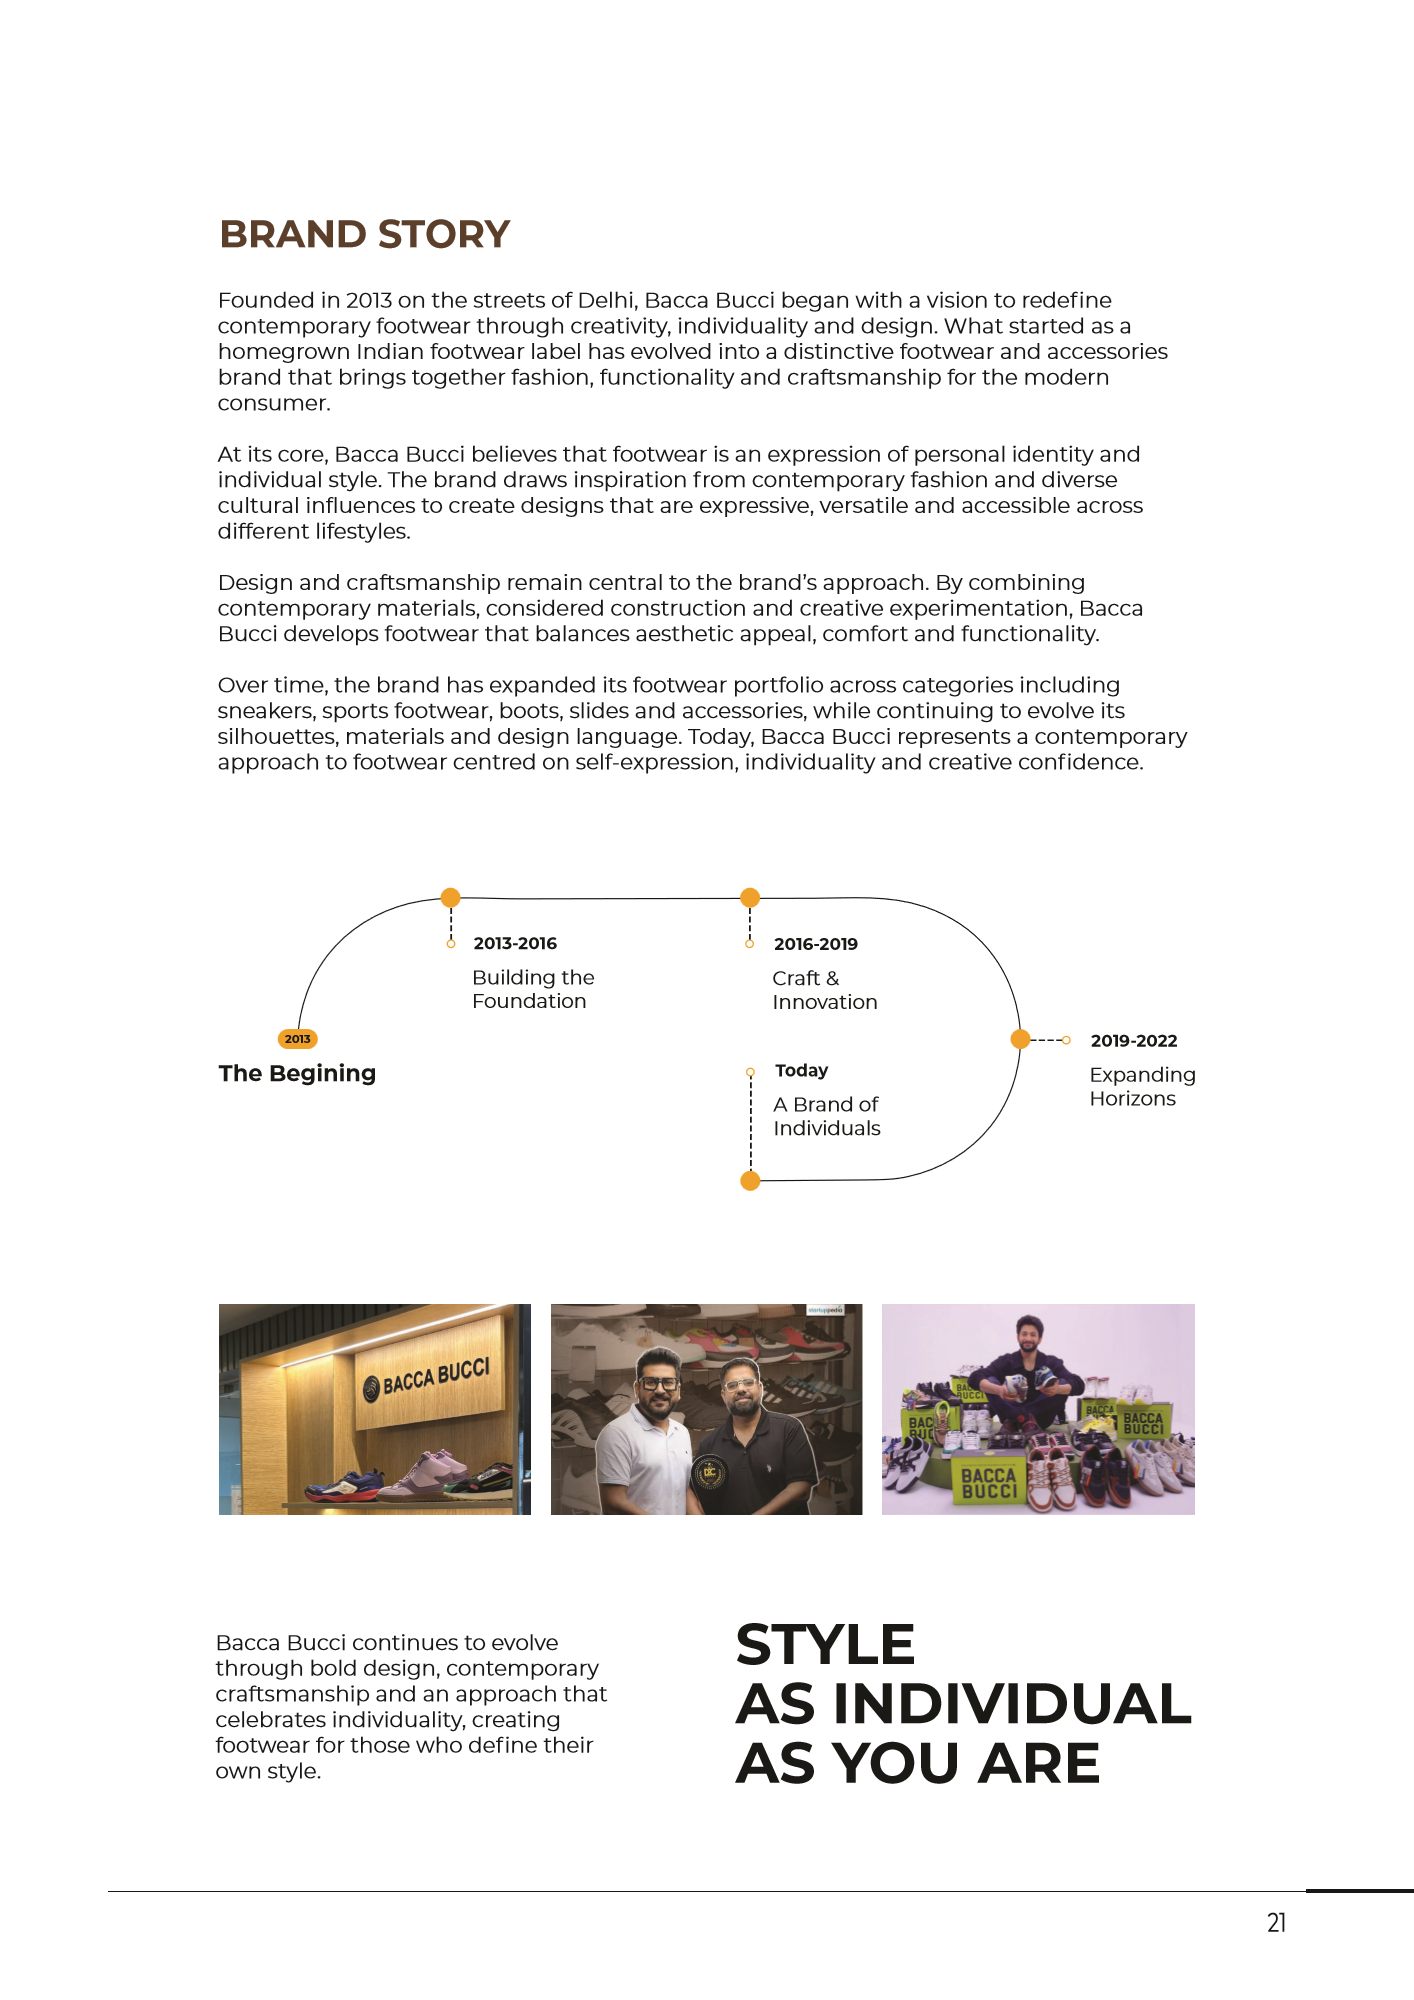 BRAND STORY
Founded in 2013 on the streets of Delhi, Bacca Bucci began with a vision to redefine
contemporary footwear through creativity, individuality and design. What started as a
homegrown Indian footwear label has evolved into a distinctive footwear and accessories
brand that brings together fashion, functionality and craftsmanship for the modern
consumer.
At its core, Bacca Bucci believes that footwear is an expression of personal identity and
individual style. The brand draws inspiration from contemporary fashion and diverse
cultural influences to create designs that are expressive, versatile and accessible across
different lifestyles.
Design and craftsmanship remain central to the brand’s approach. By combining
contemporary materials, considered construction and creative experimentation, Bacca
Bucci develops footwear that balances aesthetic appeal, comfort and functionality.
Over time, the brand has expanded its footwear portfolio across categories including
sneakers, sports footwear, boots, slides and accessories, while continuing to evolve its
silhouettes, materials and design language. Today, Bacca Bucci represents a contemporary
approach to footwear centred on self-expression, individuality and creative confidence.
2013
The Begining
2013-2016
Building the
Foundation
2016-2019
Craft &
Innovation
2019-2022
Expanding
Horizons
Today
A Brand of
Individuals
BACCA BUCCI
startuppedia
D2C
BACCA
BUCCI
BACCA
BUCCI
BACCA
BACCA
BUCCI
Bacca Bucci continues to evolve
through bold design, contemporary
craftsmanship and an approach that
celebrates individuality, creating
footwear for those who define their
own style.
STYLE
AS INDIVIDUAL
AS YOU ARE
21